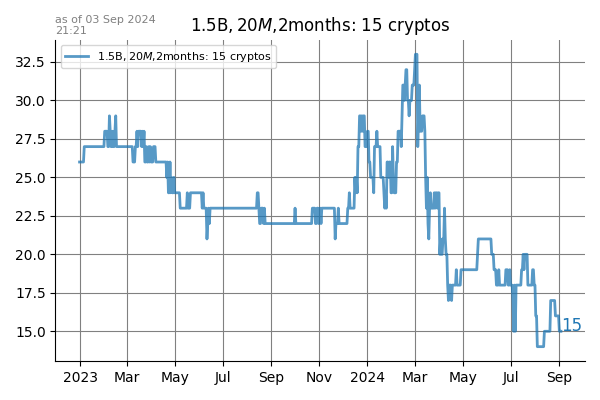 as of 03 Sep 2024
21:21
1.5B, 20M,2months: 15 cryptos
1.5B, 20M,2months: 15 cryptos
32.5
30.0
27.5
25.0
22.5
20.0
17.5
15.0
15
2023 Mar May Jul Sep Nov 2024 Mar May Jul Sep